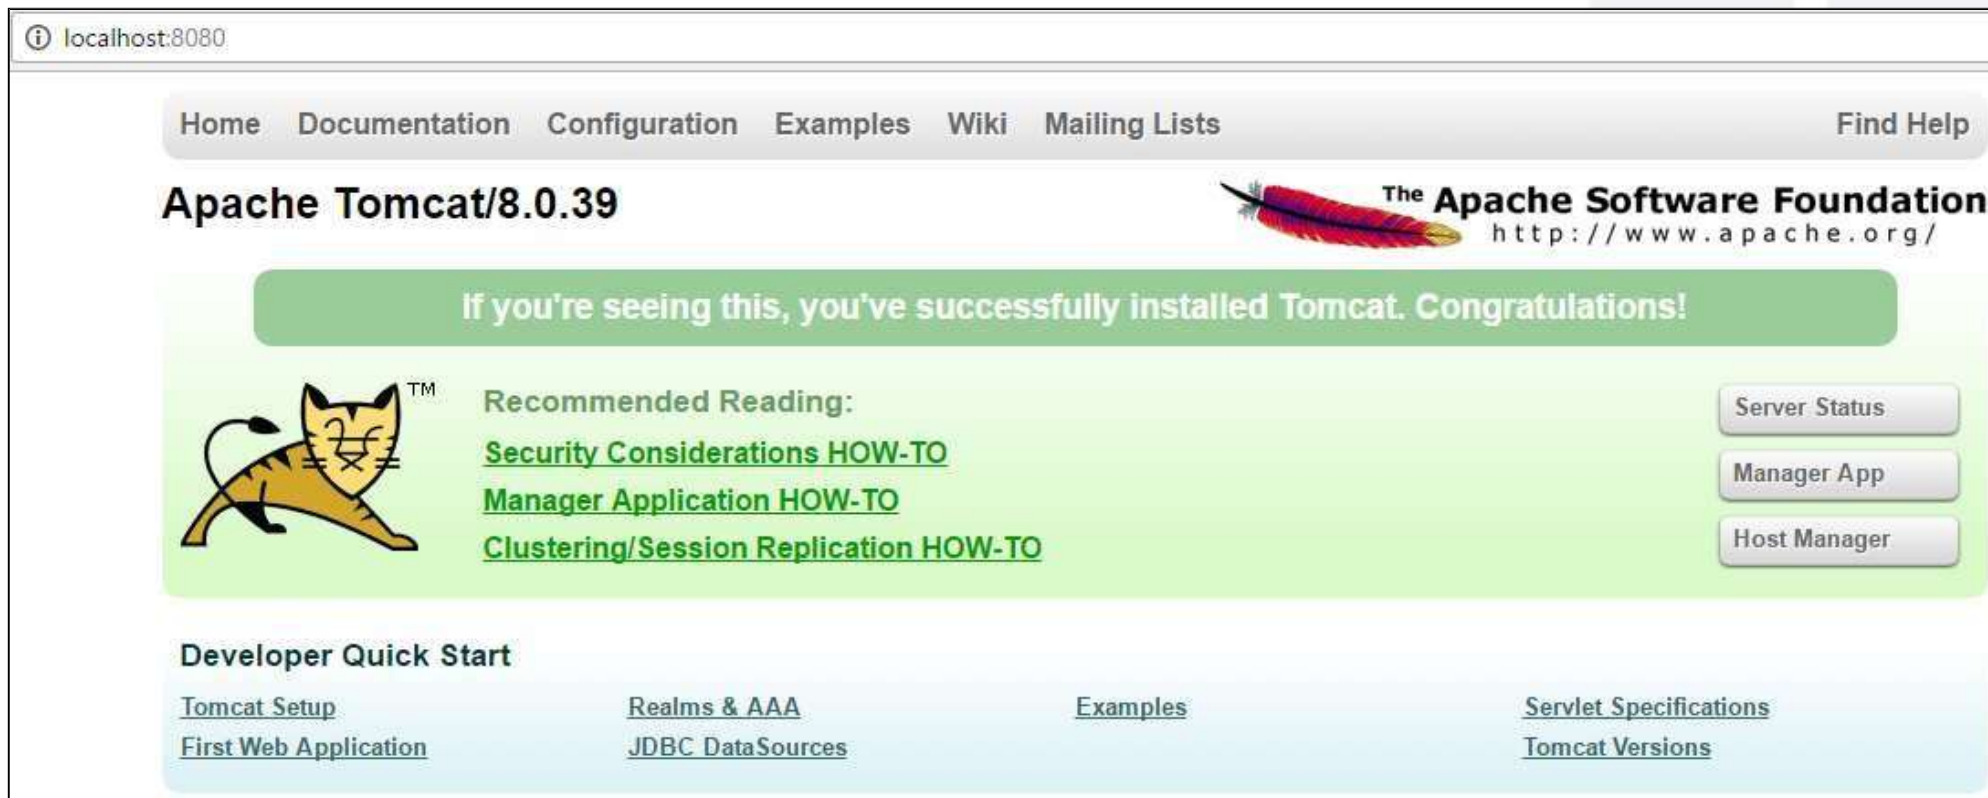 localhost:8080
Home Documentation Configuration Examples Wiki Mailing Lists Find Help
Apache Tomcat/8.0.39
The Apache Software Foundation
http://www.apache.org/
If you're seeing this, you've successfully installed Tomcat. Congratulations!
TM
Recommended Reading:
Security Considerations HOW-TO
Manager Application HOW-TO
Clustering/Session Replication HOW-TO
Server Status
Manager App
Host Manager
Developer Quick Start
Tomcat Setup Realms & AAA Examples Servlet Specifications
First Web Application JDBC DataSources Tomcat Versions